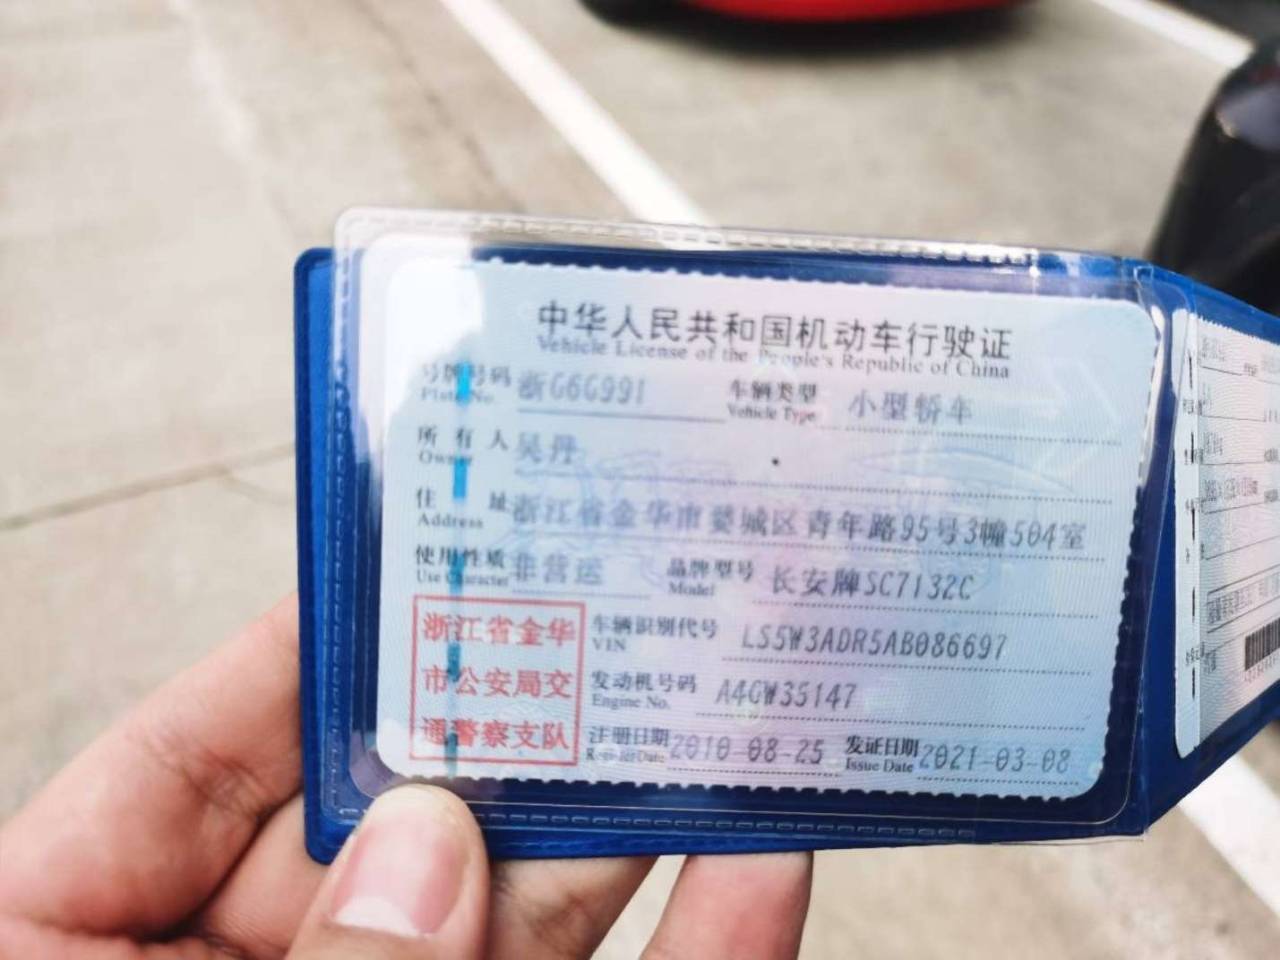 中华人民共和国机动车行驶证
Vehicle License of the People's Republic of China
号牌号码 浙G6G991 车辆类型 小型轿车
Plate No. Vehicle Type
所有人 吴丹
Owner
住址 浙江省金华市婺城区青年路95号3幢504室
Address
使用性质 非营运 品牌型号 长安牌SC7132C
Use Character Model
浙江省金华
市公安局交
通警察支队
车辆识别代号 LS5W3ADR5AB086697
VIN
发动机号码 A4GW35147
Engine No.
注册日期 2010-08-25 发证日期 2021-03-08
Register Date Issue Date